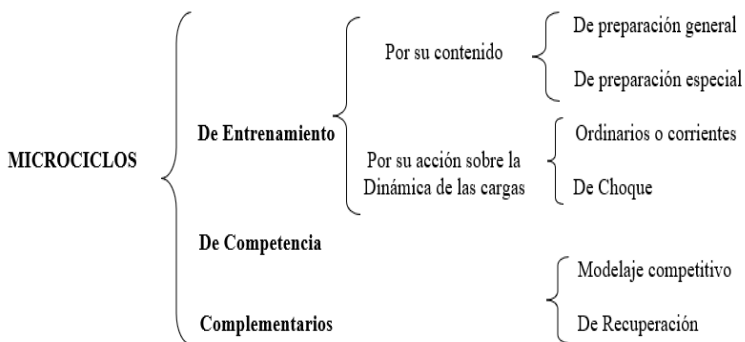 MICROCICLOS
De Entrenamiento
Por su contenido
De preparación general
De preparación especial
Por su acción sobre la
Dinámica de las cargas
Ordinarios o corrientes
De Choque
De Competencia
Complementarios
Modelaje competitivo
De Recuperación